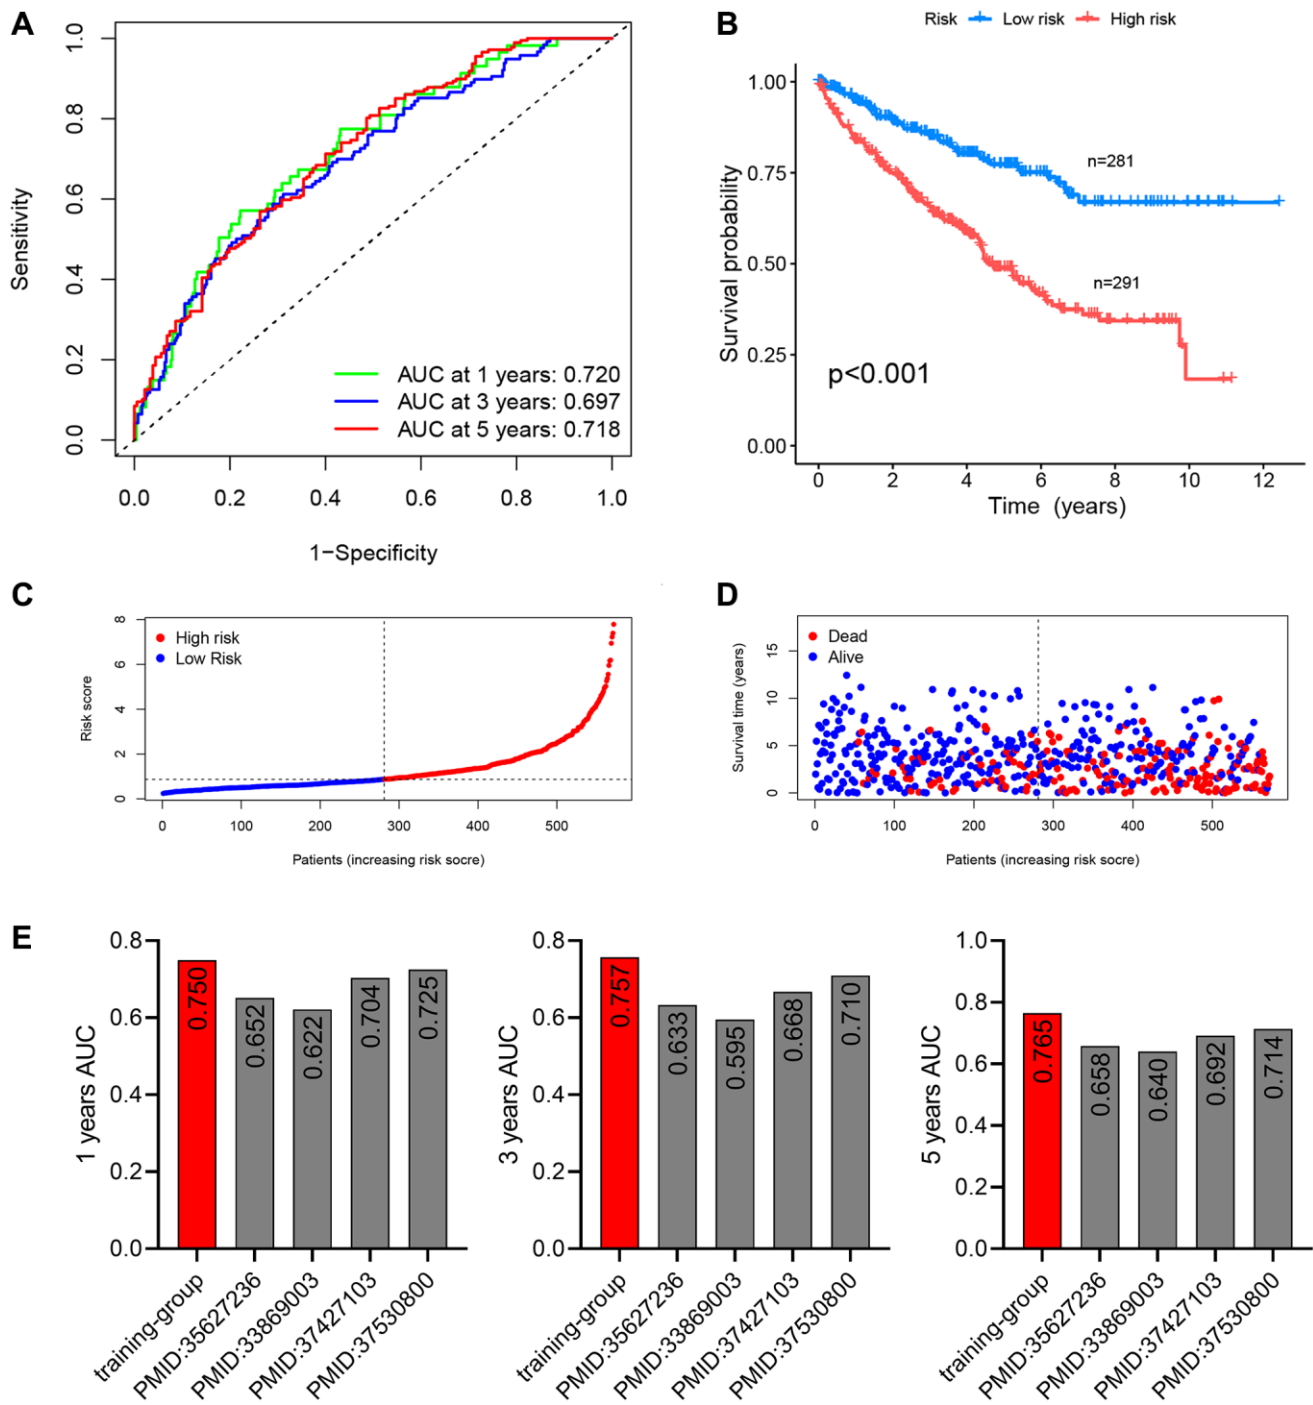 A
1.0
0.8
0.6
0.4
0.2
0.0
Sensitivity
AUC at 1 years: 0.720
AUC at 3 years: 0.697
AUC at 5 years: 0.718
0.0 0.2 0.4 0.6 0.8 1.0
1−Specificity
B
Risk Low risk High risk
1.00
0.75
0.50
0.25
0.00
Survival probability
n=281
n=291
p<0.001
0 2 4 6 8 10 12
Time (years)
C
8
6
4
2
0
Risk score
High risk
Low Risk
0 100 200 300 400 500
Patients (increasing risk socre)
D
15
10
5
0
Survival time (years)
Dead
Alive
0 100 200 300 400 500
Patients (increasing risk socre)
E
0.8
0.6
0.4
0.2
0.0
1 years AUC
0.750
0.652
0.622
0.704
0.725
training-group
PMID:35627236
PMID:33869003
PMID:37427103
PMID:37530800
0.8
0.6
0.4
0.2
0.0
3 years AUC
0.757
0.633
0.595
0.668
0.710
training-group
PMID:35627236
PMID:33869003
PMID:37427103
PMID:37530800
1.0
0.8
0.6
0.4
0.2
0.0
5 years AUC
0.765
0.658
0.640
0.692
0.714
training-group
PMID:35627236
PMID:33869003
PMID:37427103
PMID:37530800